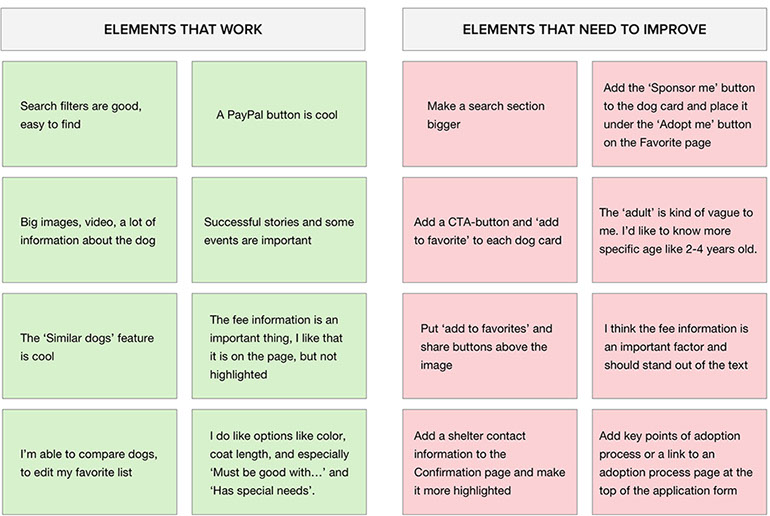 ELEMENTS THAT WORK
Search filters are good,
easy to find
A PayPal button is cool
Big images, video, a lot of
information about the dog
Successful stories and some
events are important
The ‘Similar dogs’ feature
is cool
The fee information is an
important thing, I like that
it is on the page, but not
highlighted
I’m able to compare dogs,
to edit my favorite list
I do like options like color,
coat length, and especially
‘Must be good with…’ and
‘Has special needs’.
ELEMENTS THAT NEED TO IMPROVE
Make a search section
bigger
Add the ‘Sponsor me’ button
to the dog card and place it
under the ‘Adopt me’ button
on the Favorite page
Add a CTA-button and ‘add
to favorite’ to each dog card
The ‘adult’ is kind of vague to
me. I’d like to know more
specific age like 2-4 years old.
Put ‘add to favorites’ and
share buttons above the
image
I think the fee information is
an important factor and
should stand out of the text
Add a shelter contact
information to the
Confirmation page and make
it more highlighted
Add key points of adoption
process or a link to an
adoption process page at the
top of the application form